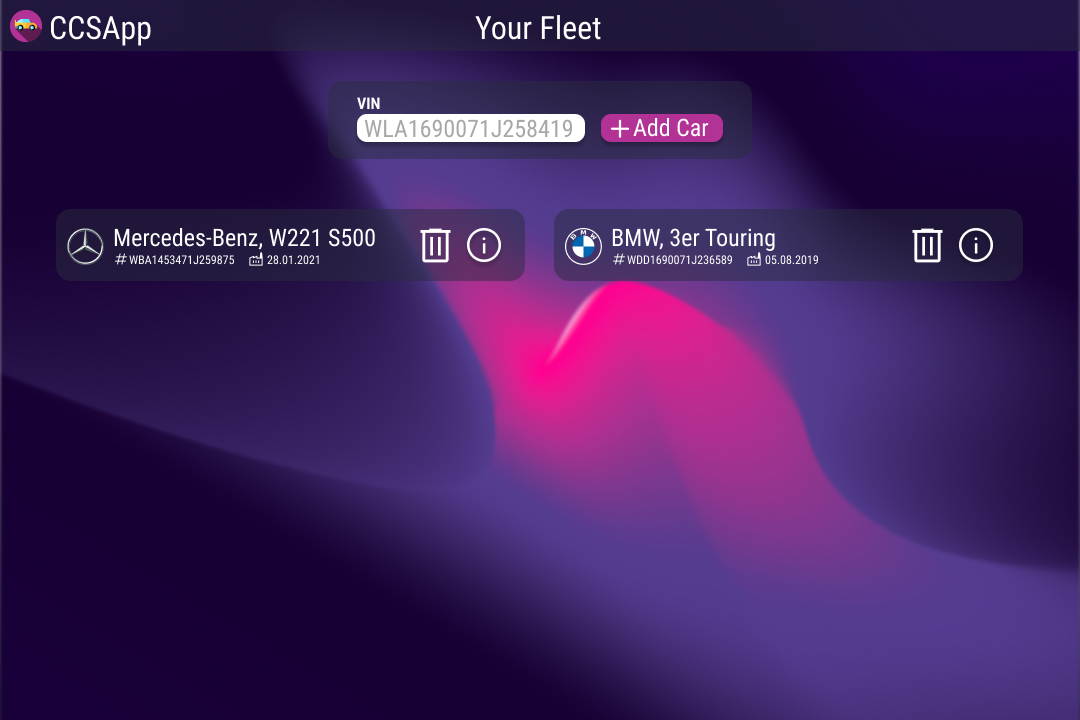 CCSApp
Your Fleet
VIN
WLA1690071J258419
+ Add Car
Mercedes-Benz, W221 S500
#WBA1453471J259875 28.01.2021
BMW
BMW, 3er Touring
#WDD1690071J236589 05.08.2019